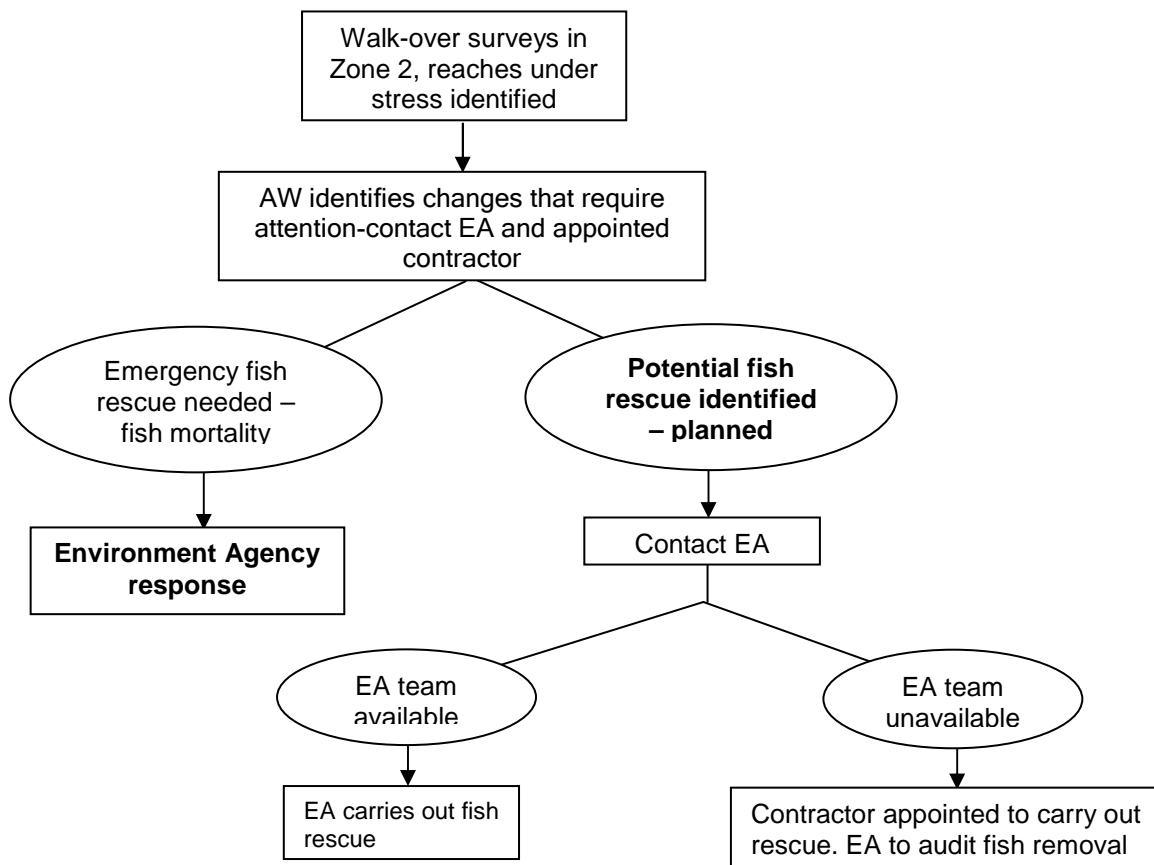 Walk-over surveys in
Zone 2, reaches under
stress identified
AW identifies changes that require
attention-contact EA and appointed
contractor
Emergency fish
rescue needed –
fish mortality
Potential fish
rescue identified
– planned
Environment Agency
response
Contact EA
EA team
available
EA team
unavailable
EA carries out fish
rescue
Contractor appointed to carry out
rescue. EA to audit fish removal